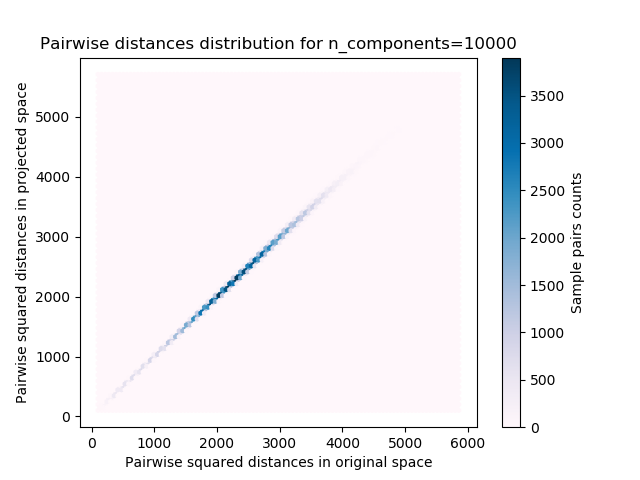 Pairwise distances distribution for n_components=10000
Pairwise squared distances in projected space
5000
4000
3000
2000
1000
0
0 1000 2000 3000 4000 5000 6000
Pairwise squared distances in original space
3500
3000
2500
2000
1500
1000
500
0
Sample pairs counts